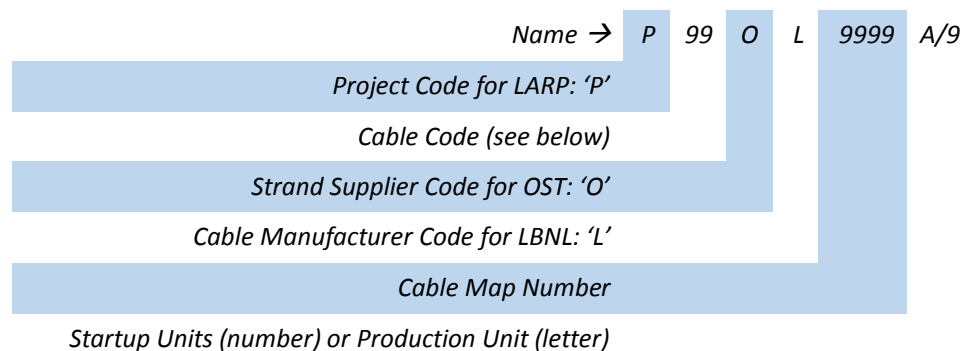 Name → P 99 O L 9999 A/9
Project Code for LARP: ‘P’
Cable Code (see below)
Strand Supplier Code for OST: ‘O’
Cable Manufacturer Code for LBNL: ‘L’
Cable Map Number
Startup Units (number) or Production Unit (letter)